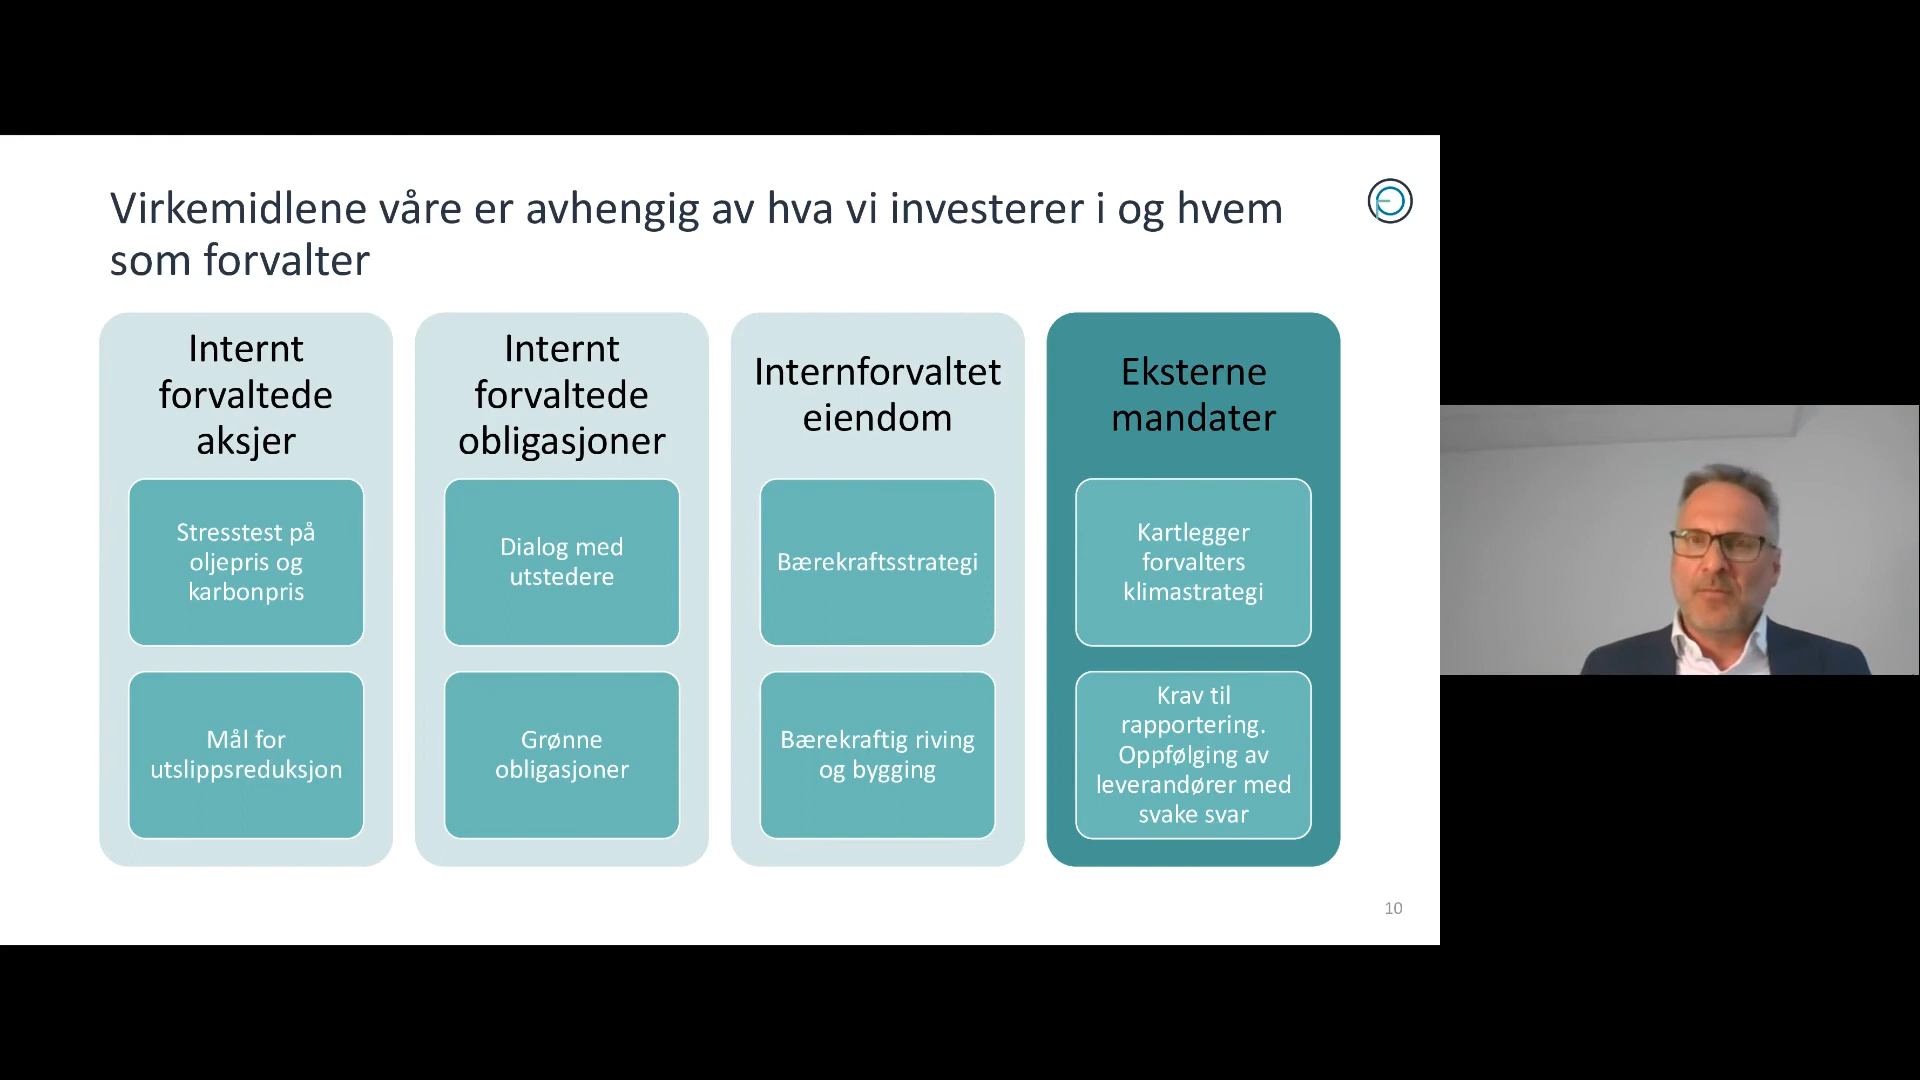 Virkemidlene våre er avhengig av hva vi investerer i og hvem
som forvalter
Internt
forvaltede
aksjer
Stresstest på
oljepris og
karbonpris
Mål for
utslippsreduksjon
Internt
forvaltede
obligasjoner
Dialog med
utstedere
Grønne
obligasjoner
Internforvaltet
eiendom
Bærekraftsstrategi
Bærekraftig riving
og bygging
Eksterne
mandater
Kartlegger
forvalters
klimastrategi
Krav til
rapportering.
Oppfølging av
leverandører med
svake svar
10